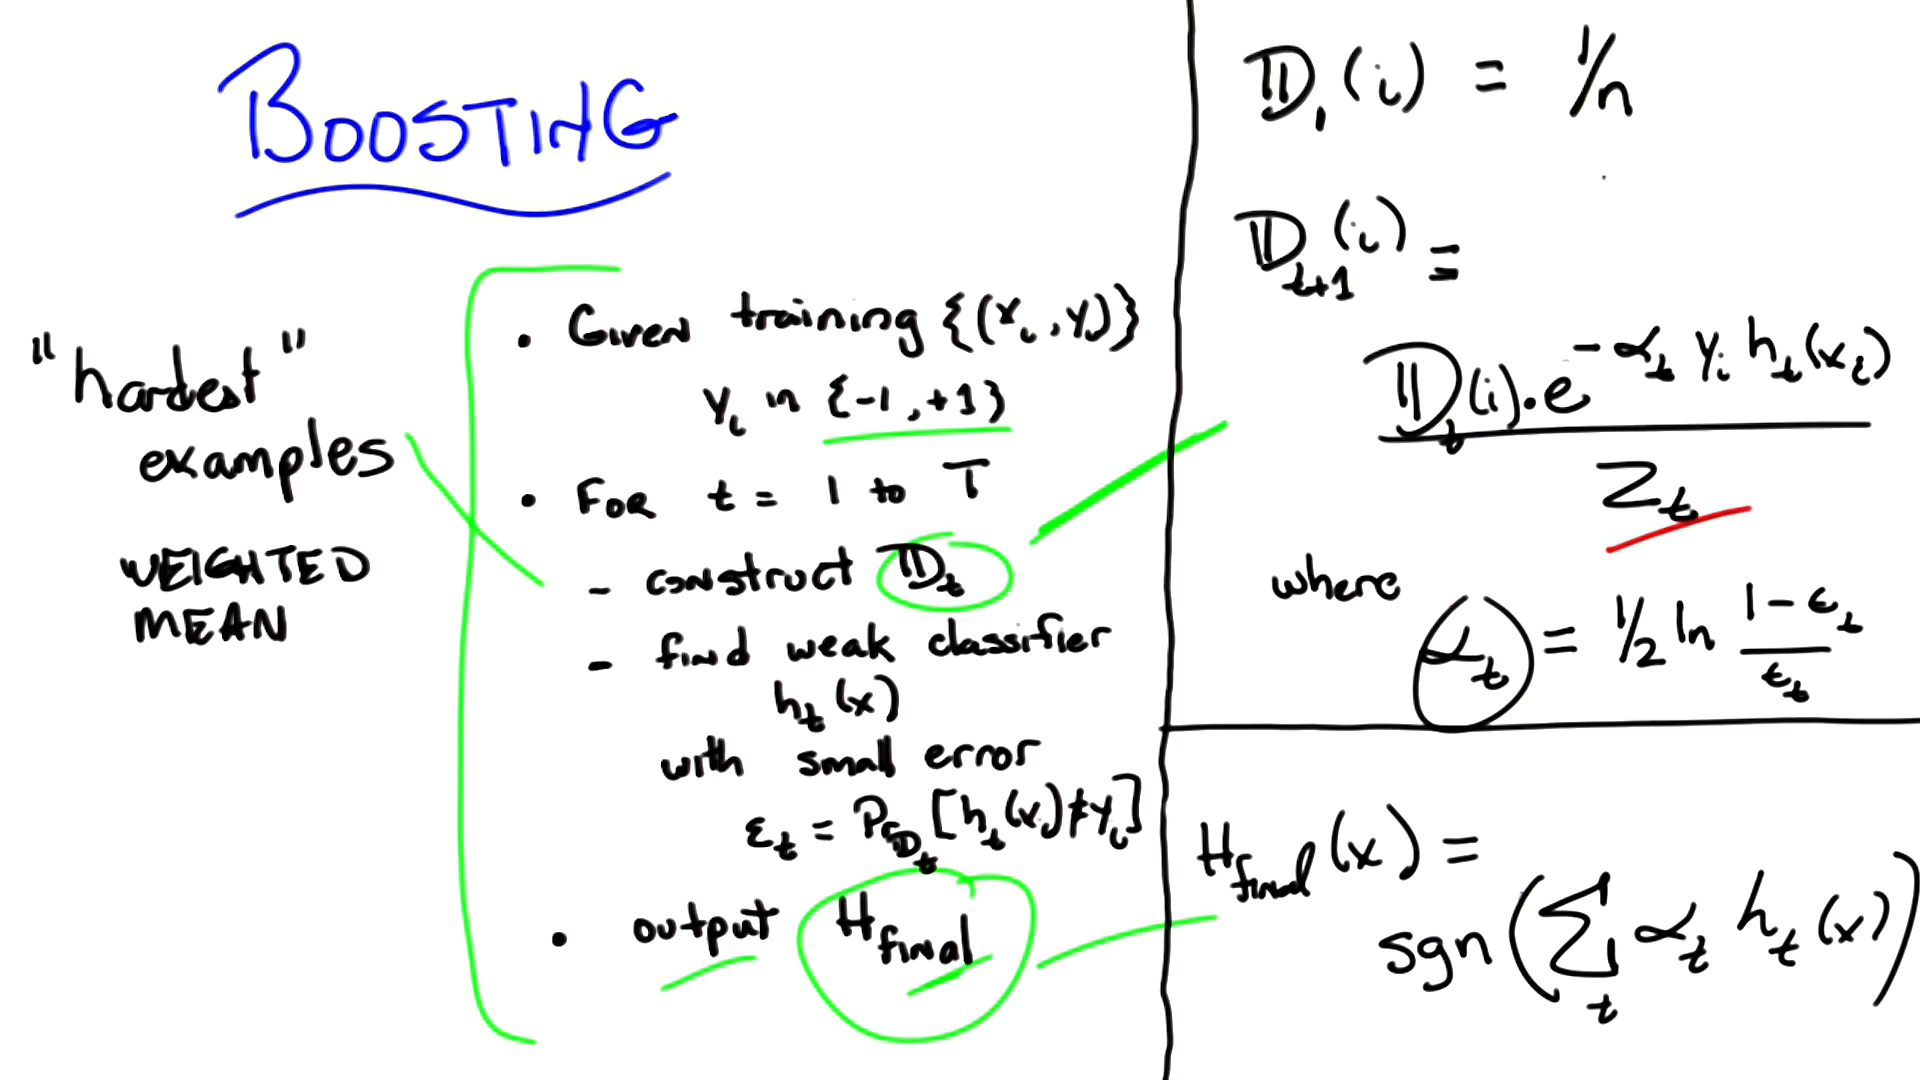 BOOSTING
"hardest"
examples
WEIGHTED
MEAN
• Given training {(xᵢ, yᵢ)}
yᵢ in {-1, +1}
• For t = 1 to T
- construct 𝔻ₜ
- find weak classifier
hₜ(x)
with small error
εₜ = Pr_𝔻ₜ [hₜ(xᵢ) ≠ yᵢ]
• output H_final
𝔻₁(i) = 1/n
𝔻ₜ₊₁(i) =
𝔻ₜ(i) · e^(-αₜ yᵢ hₜ(xᵢ))
Zₜ
where
αₜ = 1/2 ln (1-εₜ)/εₜ
H_final(x) =
sgn(∑ₜ αₜ hₜ(x))